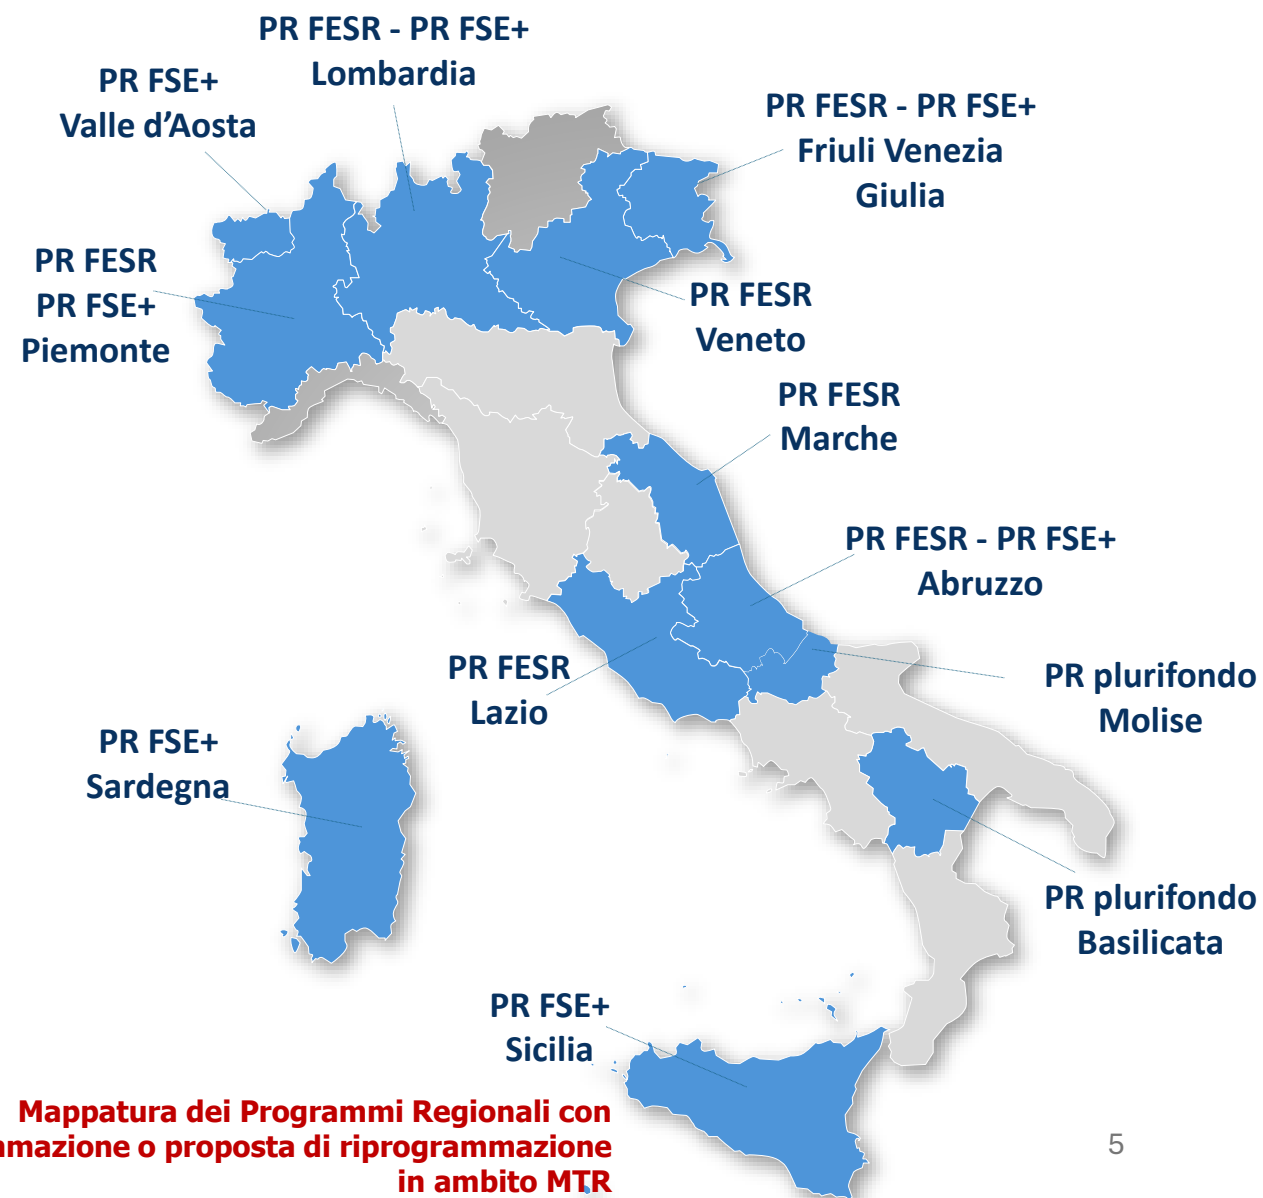 PR FESR - PR FSE+
Lombardia
PR FSE+
Valle d'Aosta
PR FESR - PR FSE+
Friuli Venezia
Giulia
PR FESR
PR FSE+
Piemonte
PR FESR
Veneto
PR FESR
Marche
PR FESR - PR FSE+
Abruzzo
PR FESR
Lazio
PR plurifondo
Molise
PR FSE+
Sardegna
PR plurifondo
Basilicata
PR FSE+
Sicilia
Mappatura dei Programmi Regionali con
mazione o proposta di riprogrammazione
in ambito MTR
5